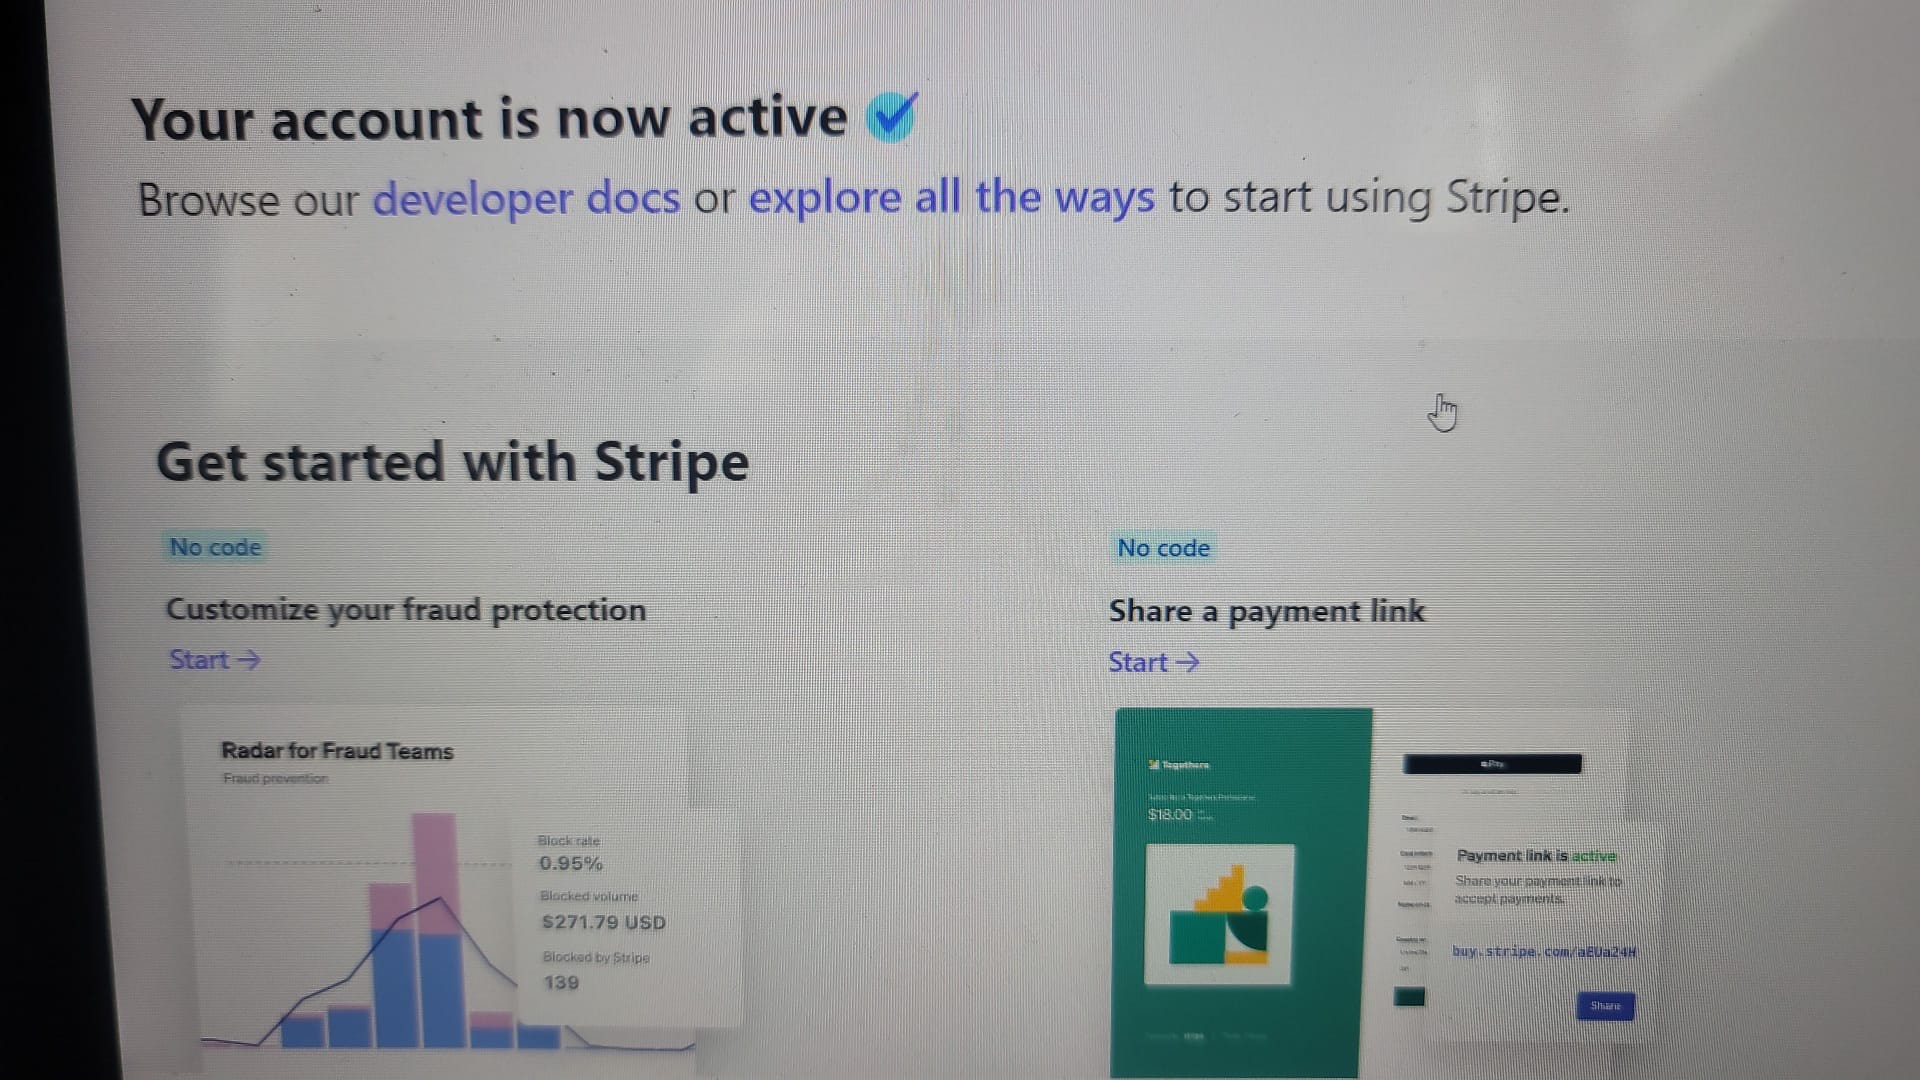 Your account is now active
Browse our developer docs or explore all the ways to start using Stripe.
Get started with Stripe
No code
Customize your fraud protection
Start →
Radar for Fraud Teams
Fraud prevention
Block rate
0.95%
Blocked volume
$271.79 USD
Blocked by Stripe
139
No code
Share a payment link
Start →
Togethere
$18.00
Pay
Payment link is active
Share your payment link to
accept payments.
buy.stripe.com/aEUa24H
Share